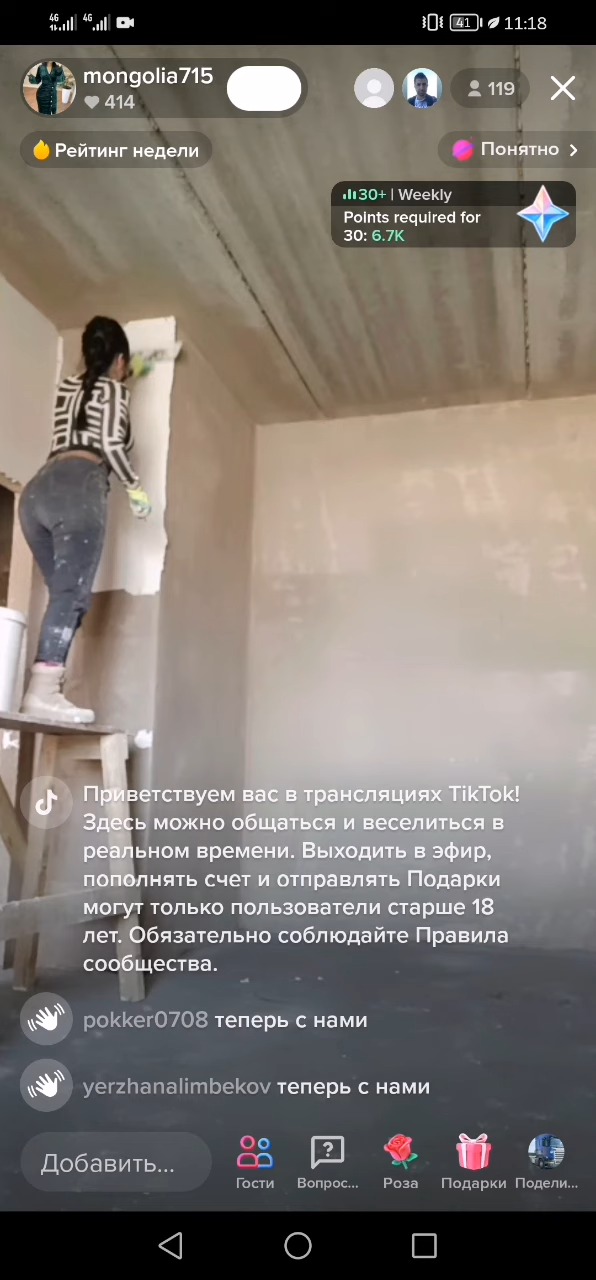 4G 4G 41 11:18
mongolia715
414
119
Рейтинг недели
Понятно
30+ | Weekly
Points required for
30: 6.7K
Приветствуем вас в трансляциях TikTok!
Здесь можно общаться и веселиться в
реальном времени. Выходить в эфир,
пополнять счет и отправлять Подарки
могут только пользователи старше 18
лет. Обязательно соблюдайте Правила
сообщества.
pokker0708 теперь с нами
yerzhanalimbekov теперь с нами
Добавить...
Гости Вопрос... Роза Подарки Подели...